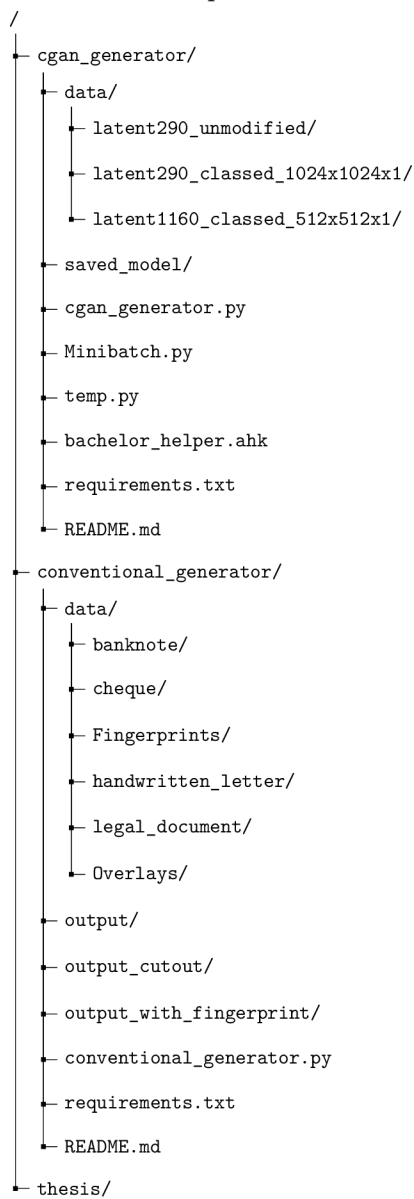 /
cgan_generator/
data/
latent290_unmodified/
latent290_classed_1024x1024x1/
latent1160_classed_512x512x1/
saved_model/
cgan_generator.py
Minibatch.py
temp.py
bachelor_helper.ahk
requirements.txt
README.md
conventional_generator/
data/
banknote/
cheque/
Fingerprints/
handwritten_letter/
legal_document/
Overlays/
output/
output_cutout/
output_with_fingerprint/
conventional_generator.py
requirements.txt
README.md
thesis/